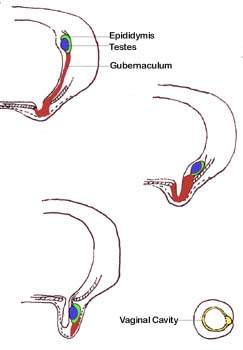 Epididymis
Testes
Gubernaculum
Vaginal Cavity